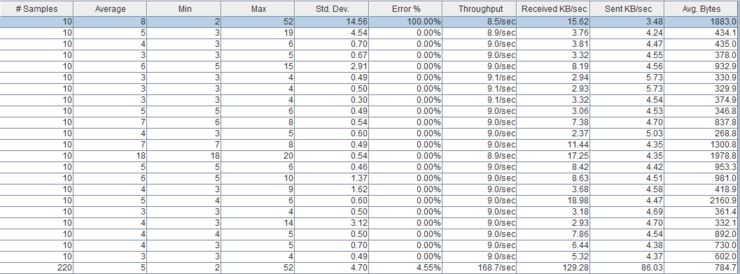 # Samples Average Min Max Std. Dev. Error % Throughput Received KB/sec Sent KB/sec Avg. Bytes
10 8 2 52 14.56 100.00% 8.5/sec 15.62 3.48 1883.0
10 5 3 19 4.54 0.00% 8.9/sec 3.76 4.24 434.1
10 4 3 6 0.70 0.00% 9.0/sec 3.81 4.47 435.0
10 3 3 5 0.67 0.00% 9.0/sec 3.32 4.55 378.0
10 6 5 15 2.91 0.00% 9.0/sec 8.19 4.56 932.9
10 3 3 4 0.49 0.00% 9.1/sec 2.94 5.73 330.9
10 3 3 4 0.50 0.00% 9.1/sec 2.93 5.73 329.9
10 3 3 4 0.30 0.00% 9.1/sec 3.32 4.54 374.9
10 5 5 6 0.49 0.00% 9.0/sec 3.06 4.53 346.8
10 7 6 8 0.54 0.00% 9.0/sec 7.38 4.70 837.8
10 4 3 5 0.60 0.00% 9.0/sec 2.37 5.03 268.8
10 7 7 8 0.49 0.00% 9.0/sec 11.44 4.35 1300.8
10 18 18 20 0.54 0.00% 8.9/sec 17.25 4.35 1978.8
10 5 5 6 0.46 0.00% 9.0/sec 8.42 4.42 953.3
10 6 5 10 1.37 0.00% 9.0/sec 8.63 4.51 981.0
10 4 3 9 1.62 0.00% 9.0/sec 3.68 4.58 418.9
10 5 4 6 0.60 0.00% 9.0/sec 18.98 4.47 2160.9
10 3 3 4 0.50 0.00% 9.0/sec 3.18 4.69 361.4
10 4 3 14 3.12 0.00% 9.0/sec 2.93 4.70 332.1
10 4 4 5 0.50 0.00% 9.0/sec 7.86 4.54 892.0
10 4 3 5 0.70 0.00% 9.0/sec 6.44 4.38 730.0
10 3 3 4 0.49 0.00% 9.0/sec 5.32 4.37 602.0
220 5 2 52 4.70 4.55% 168.7/sec 129.28 86.03 784.7